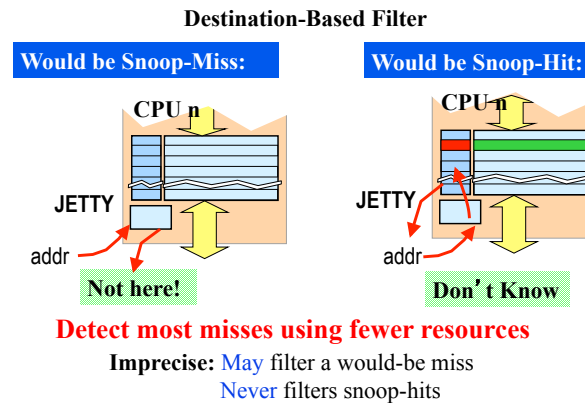 Destination-Based Filter
Would be Snoop-Miss:
Would be Snoop-Hit:
CPU n
CPU n
JETTY
JETTY
addr
addr
Not here!
Don't Know
Detect most misses using fewer resources
Imprecise: May filter a would-be miss
Never filters snoop-hits